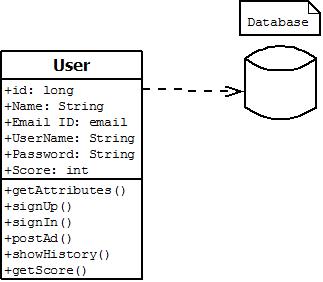 Database
User
+id: long
+Name: String
+Email ID: email
+UserName: String
+Password: String
+Score: int
+getAttributes()
+signUp()
+signIn()
+postAd()
+showHistory()
+getScore()